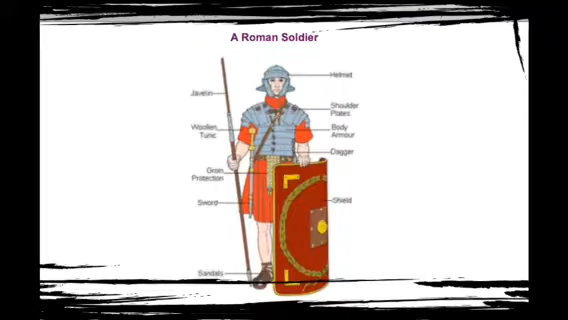 A Roman Soldier
Helmet
Javelin
Shoulder
Plates
Woollen
Tunic
Body
Armour
Dagger
Groin
Protection
Sword
Shield
Sandals